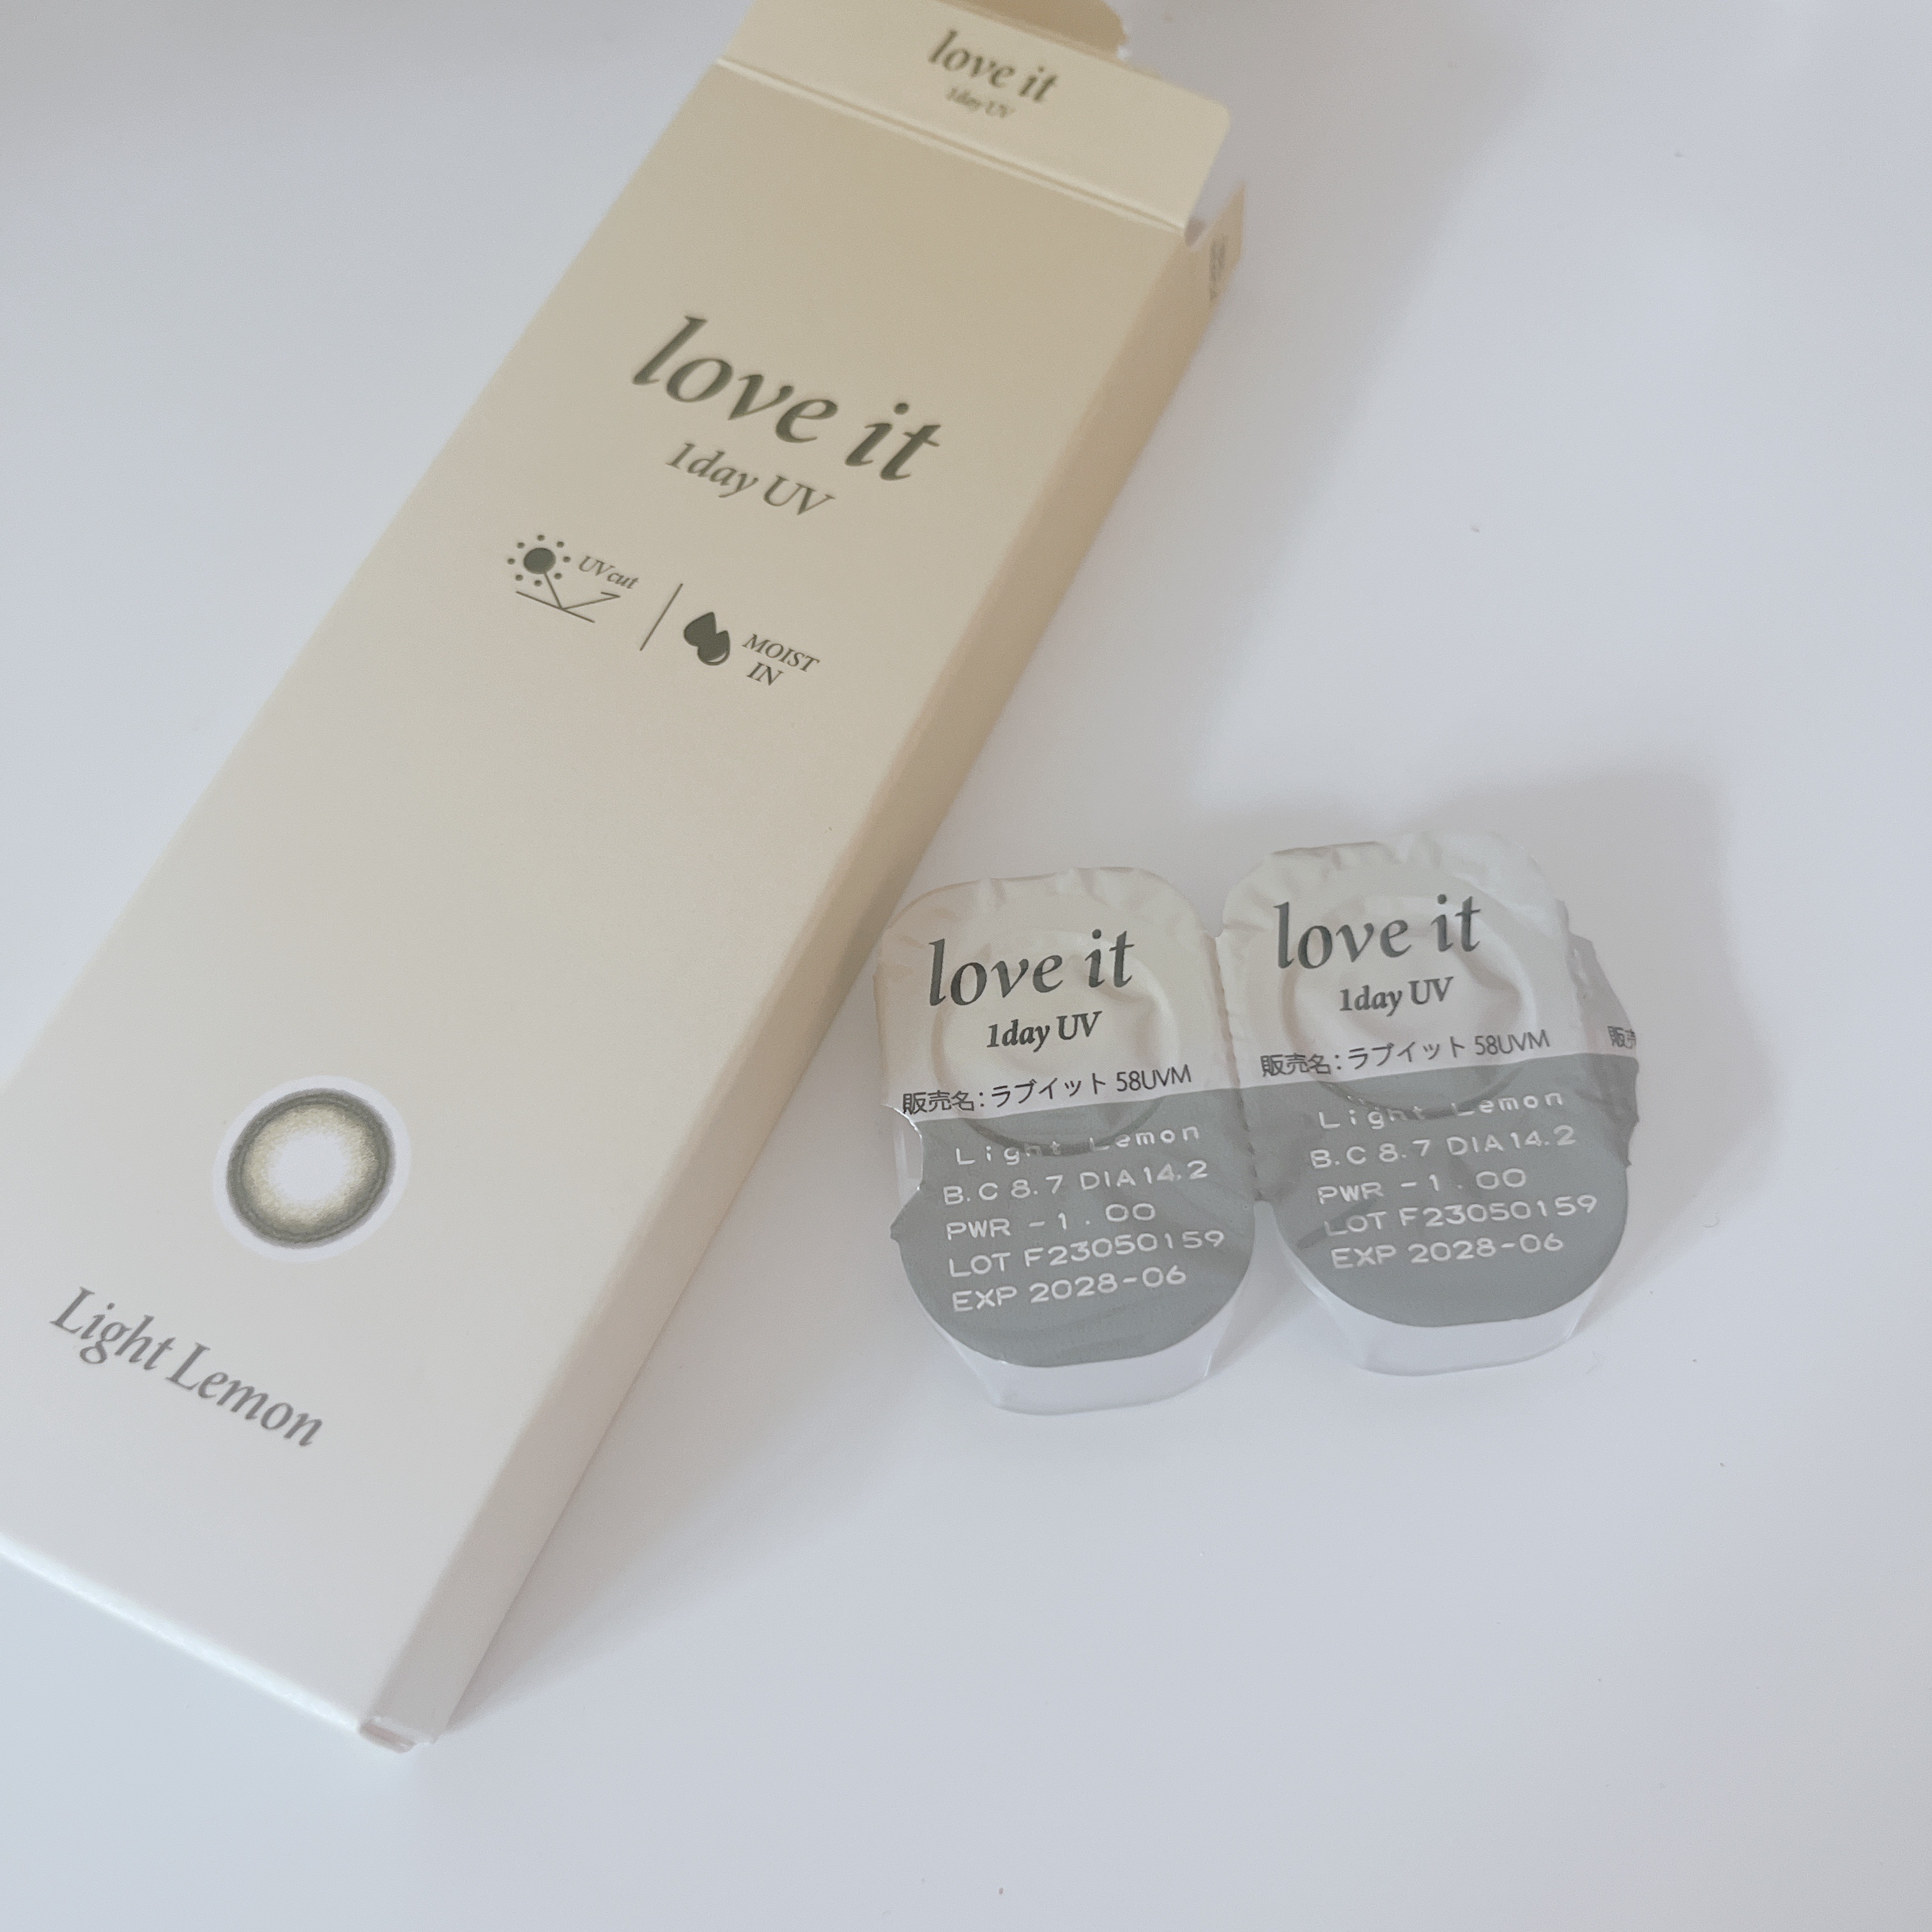 love it
1day UV
love it
1day UV
UV cut
MOIST
IN
Light Lemon
love it
1day UV
販売名：ラブイット 58UVM
Light Lemon
B.C 8.7 DIA 14.2
PWR -1.00
LOT F23050159
EXP 2028-06
love it
1day UV
販売名：ラブイット 58UVM
Light Lemon
B.C 8.7 DIA 14.2
PWR -1.00
LOT F23050159
EXP 2028-06
販売